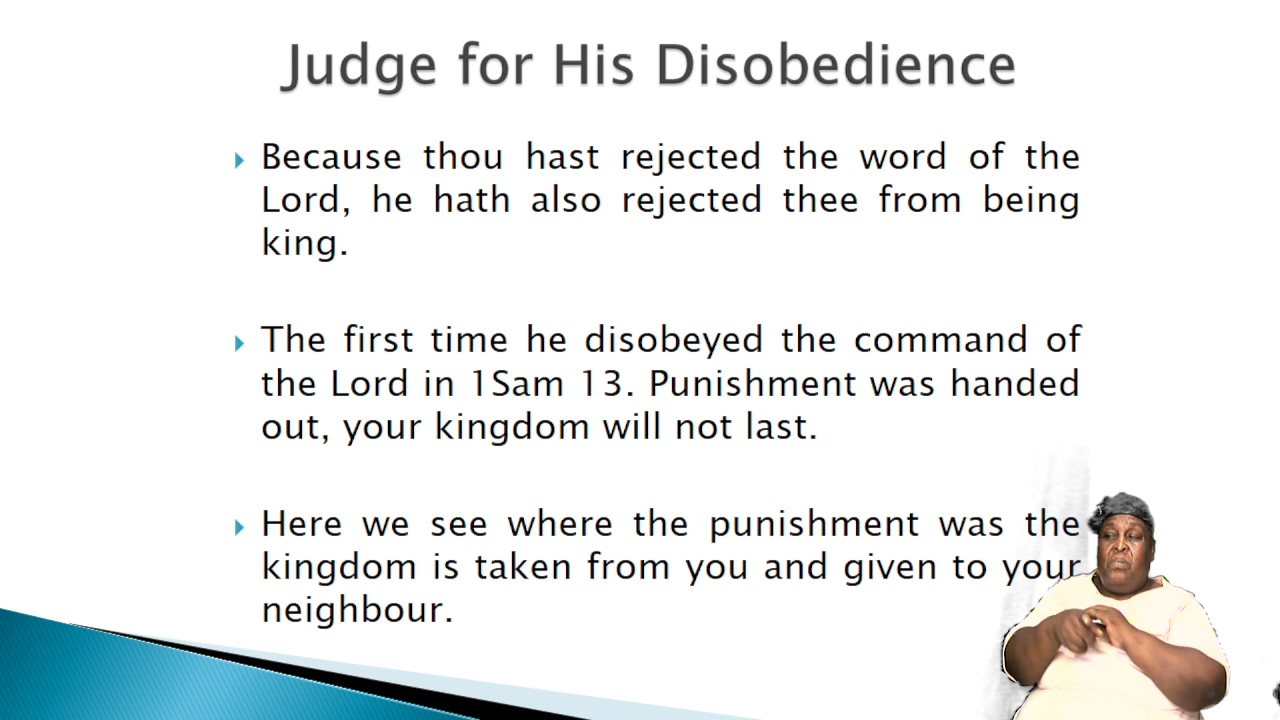 Judge for His Disobedience
Because thou hast rejected the word of the
Lord, he hath also rejected thee from being
king.
The first time he disobeyed the command of
the Lord in 1Sam 13. Punishment was handed
out, your kingdom will not last.
Here we see where the punishment was the
kingdom is taken from you and given to your
neighbour.